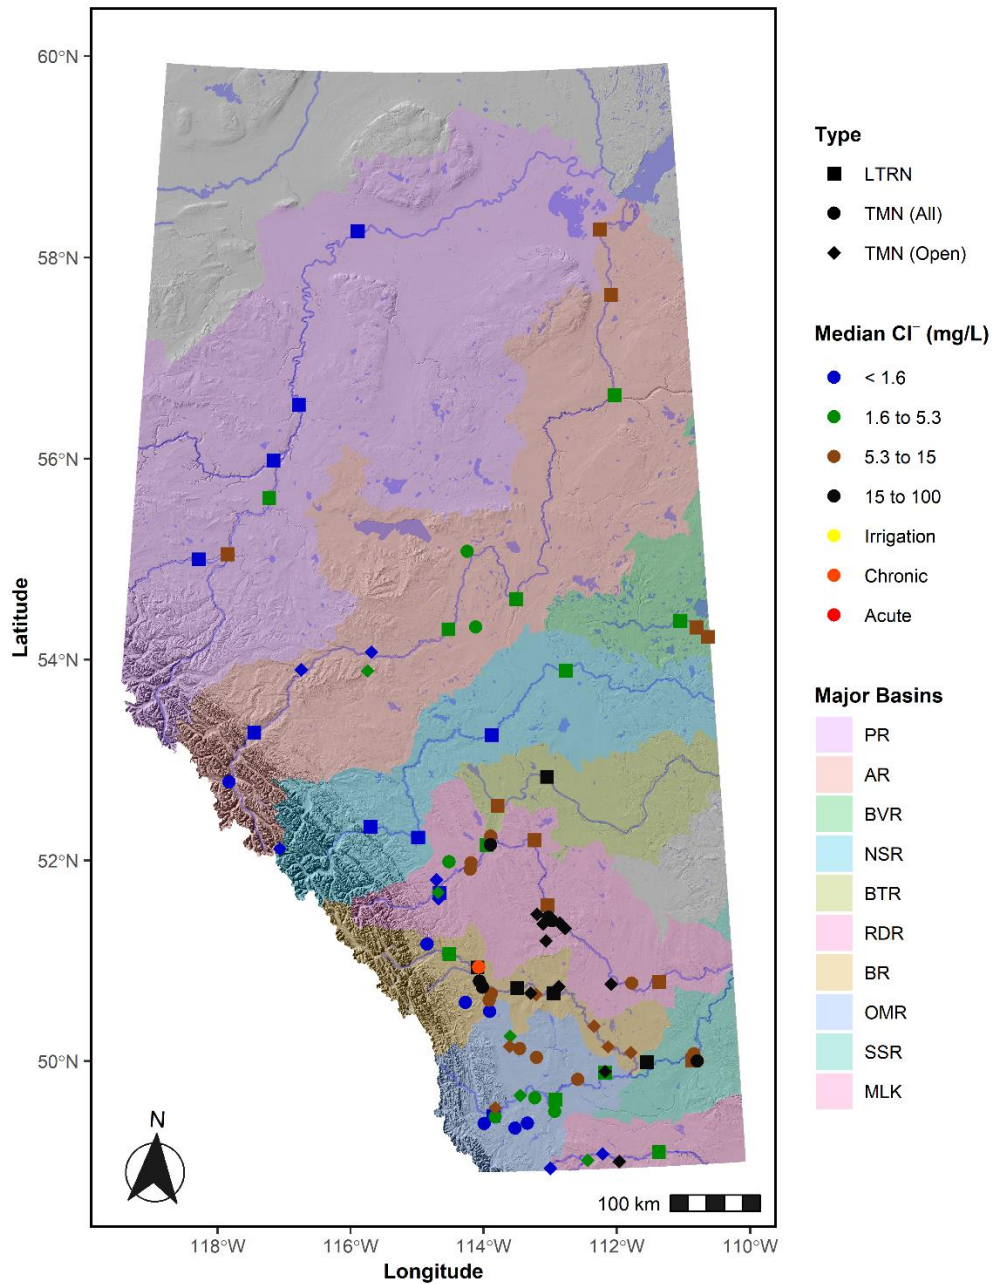 60°N
58°N
56°N
54°N
52°N
50°N
Latitude
118°W
116°W
114°W
112°W
110°W
Longitude
N
100 km
Type
LTRN
TMN (All)
TMN (Open)
Median Cl⁻ (mg/L)
< 1.6
1.6 to 5.3
5.3 to 15
15 to 100
Irrigation
Chronic
Acute
Major Basins
PR
AR
BVR
NSR
BTR
RDR
BR
OMR
SSR
MLK